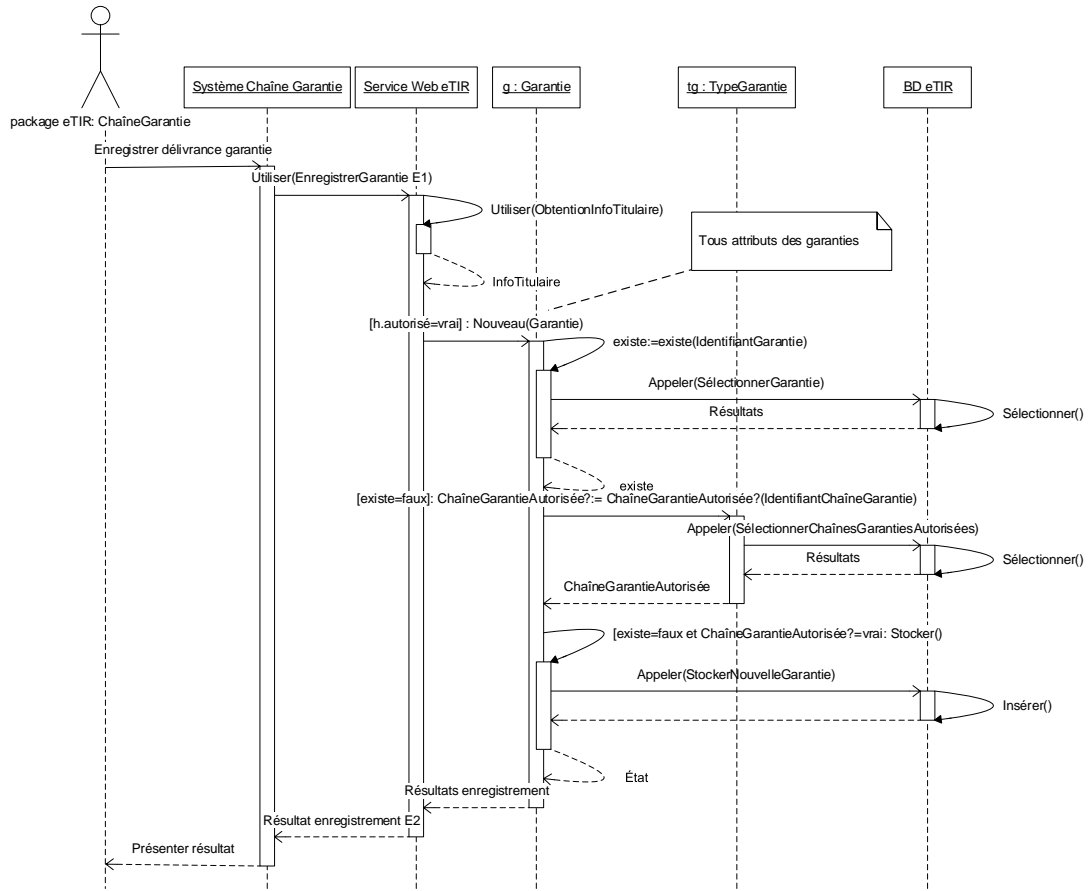 Système Chaîne Garantie
Service Web eTIR
g : Garantie
tg : TypeGarantie
BD eTIR
package eTIR: ChaîneGarantie
Enregistrer délivrance garantie
Utiliser(EnregistrerGarantie E1)
Utiliser(ObtentionInfoTitulaire)
Tous attributs des garanties
InfoTitulaire
[h.autorisé=vrai] : Nouveau(Garantie)
existe:=existe(IdentifiantGarantie)
Appeler(SélectionnerGarantie)
Résultats
Sélectionner()
existe
[existe=faux]: ChaîneGarantieAutorisée?:= ChaîneGarantieAutorisée?(IdentifiantChaîneGarantie)
Appeler(SélectionnerChaînesGarantiesAutorisées)
Résultats
Sélectionner()
ChaîneGarantieAutorisée
[existe=faux et ChaîneGarantieAutorisée?=vrai: Stocker()
Appeler(StockerNouvelleGarantie)
Insérer()
État
Résultats enregistrement
Résultat enregistrement E2
Présenter résultat